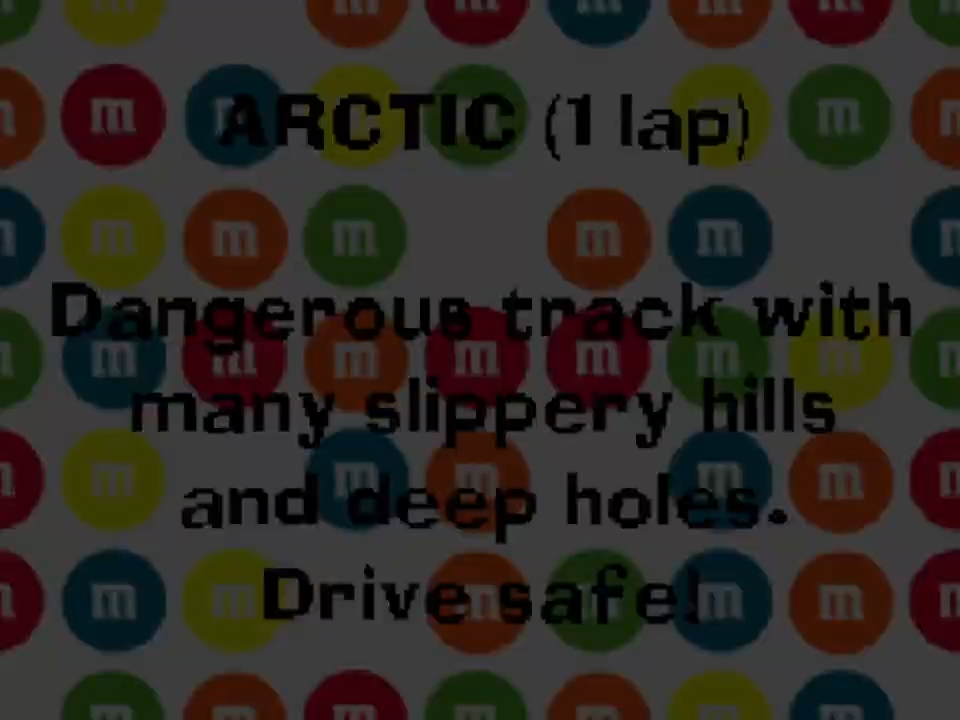 ARCTIC (1 lap)
Dangerous track with
many slippery hills
and deep holes.
Drive safe!